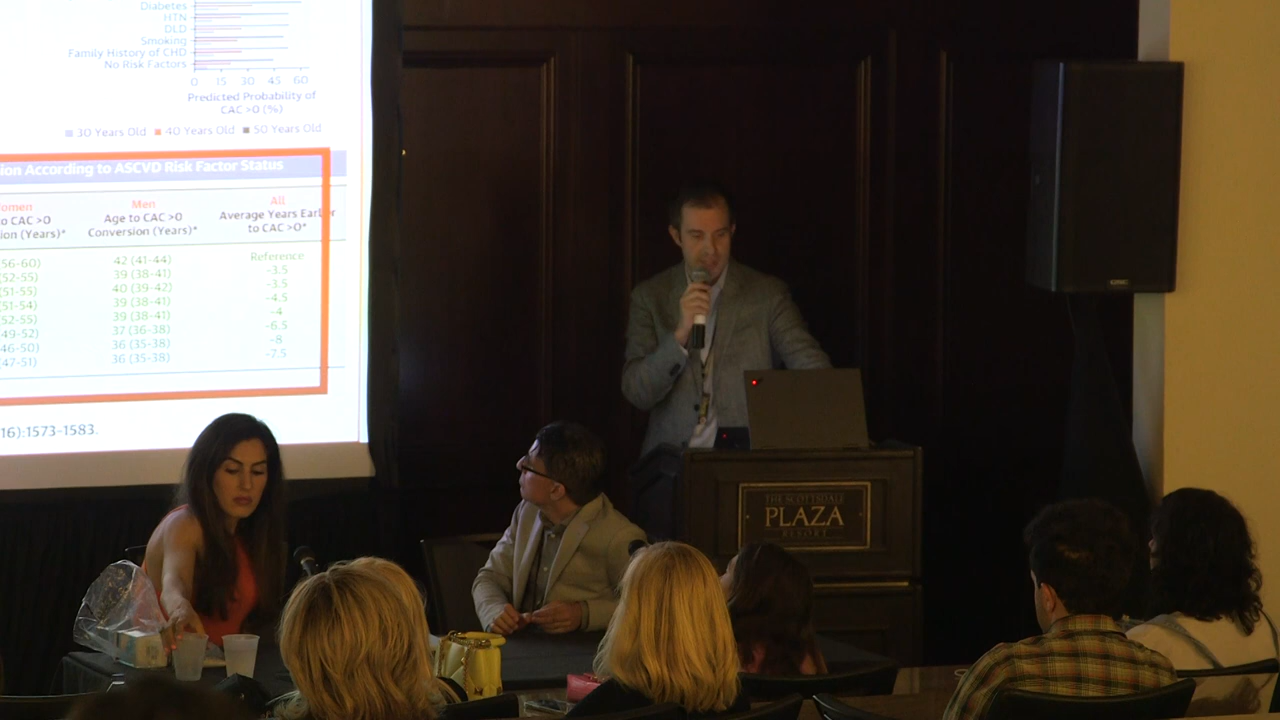 Diabetes
HTN
DLD
Smoking
Family History of CHD
No Risk Factors
0 15 30 45 60
Predicted Probability of
CAC >0 (%)
30 Years Old 40 Years Old 50 Years Old
ion According to ASCVD Risk Factor Status
omen Men All
o CAC >0 Age to CAC >0 Average Years Earlier
ion (Years)* Conversion (Years)* to CAC >0*
56-60) 42 (41-44) Reference
(52-55) 39 (38-41) -3.5
(51-55) 40 (39-42) -3.5
(51-54) 39 (38-41) -4.5
(52-55) 39 (38-41) -4
49-52) 37 (36-38) -6.5
46-50) 36 (35-38) -8
(47-51) 36 (35-38) -7.5
16):1573-1583.
THE SCOTTSDALE
PLAZA
RESORT